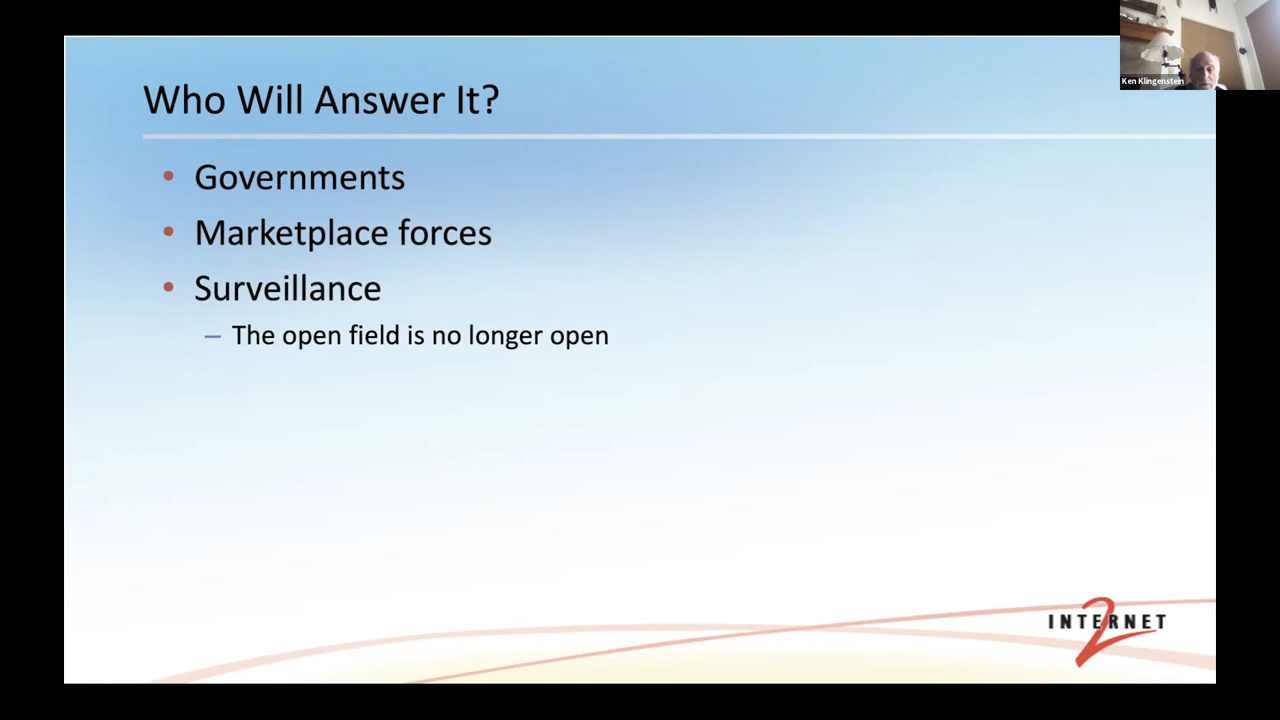 Who Will Answer It?
• Governments
• Marketplace forces
• Surveillance
– The open field is no longer open
Ken Klingenstein
INTERNET
2